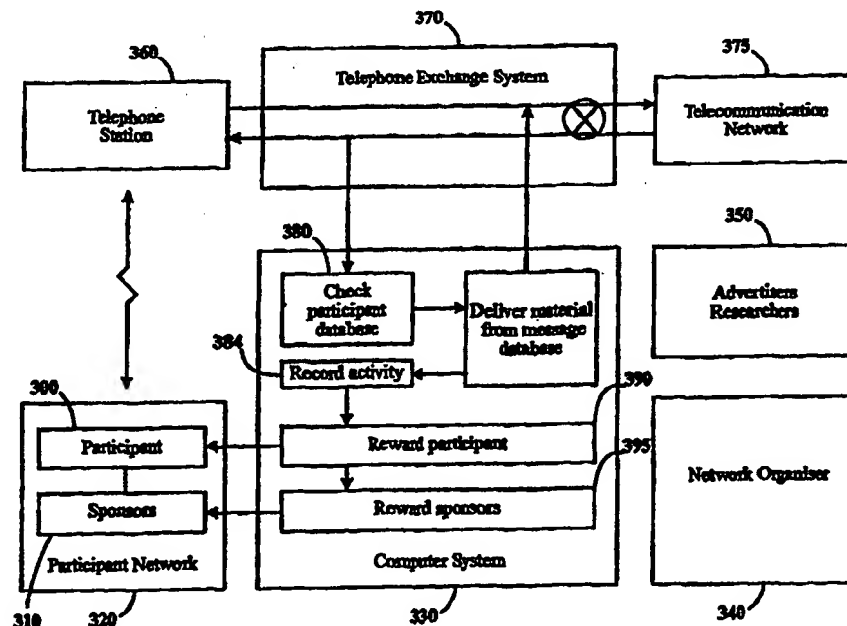 370
360
375
Telephone Exchange System
Telephone
Station
Telecommunication
Network
380
350
Check
participant
database
Deliver material
from message
database
Advertisers
Researchers
384
Record activity
300
390
Participant
Reward participant
395
Network Organiser
Sponsors
Reward sponsors
Participant Network
Computer System
310
320
330
340